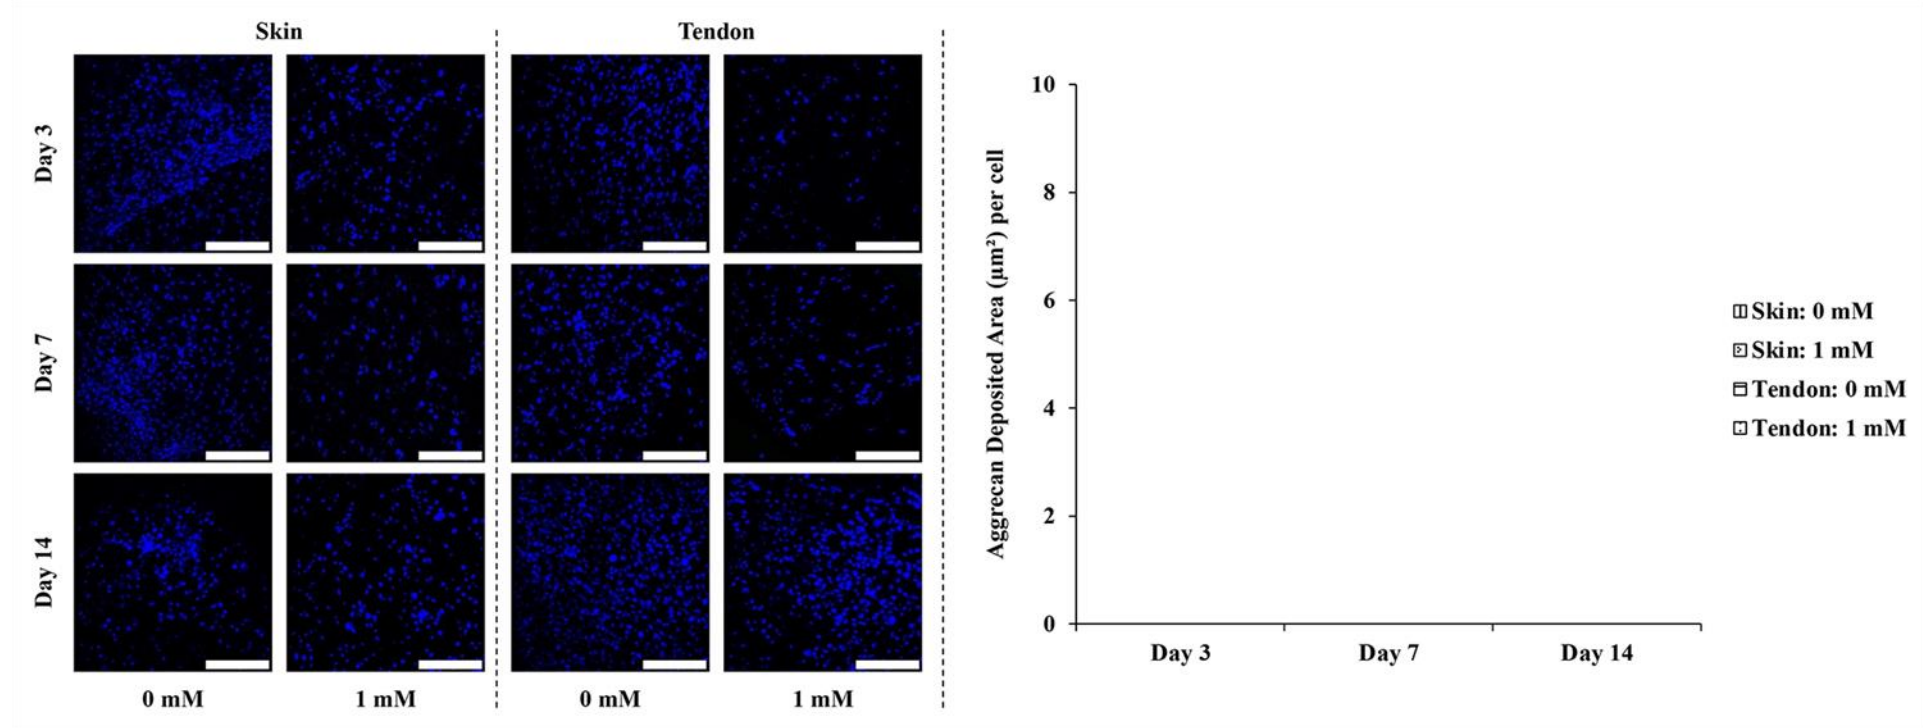 Skin
Tendon
Day 3
Day 7
Day 14
0 mM
1 mM
0 mM
1 mM
Aggrecan Deposited Area (µm²) per cell
10
8
6
4
2
0
Day 3
Day 7
Day 14
Skin: 0 mM
Skin: 1 mM
Tendon: 0 mM
Tendon: 1 mM